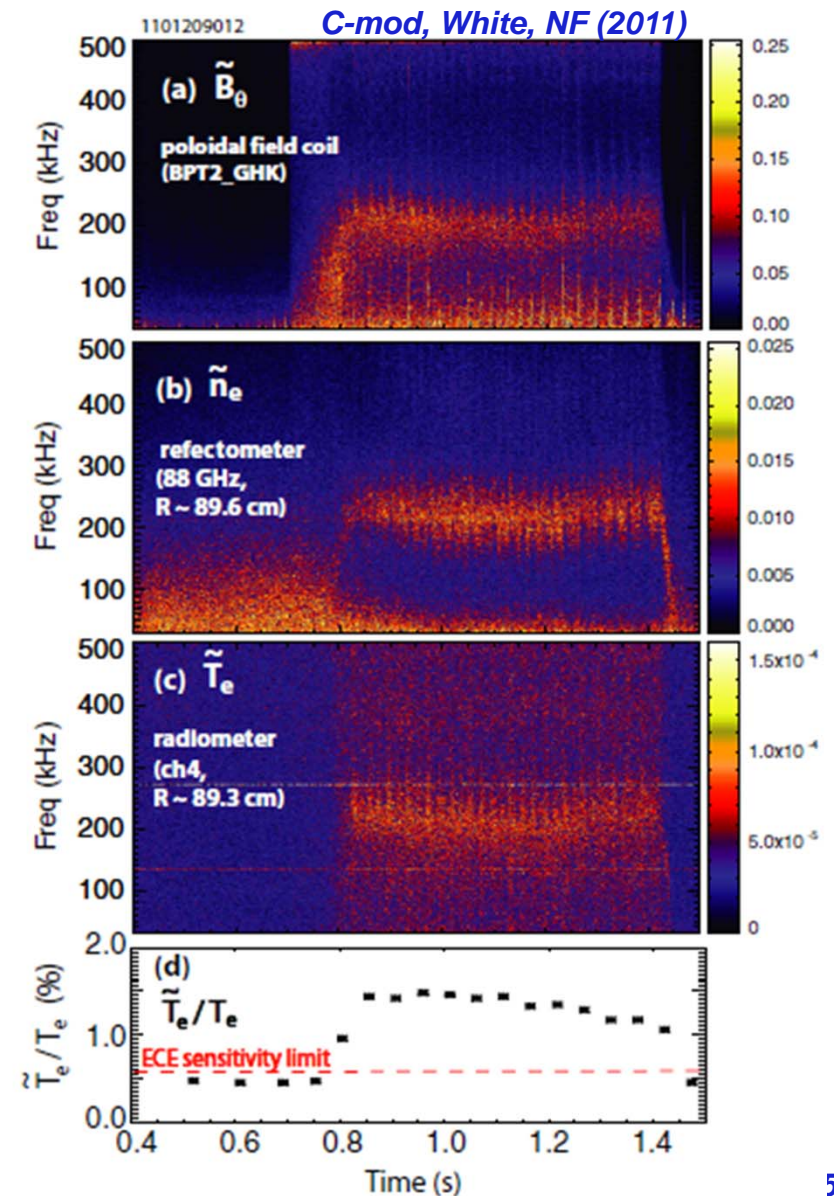 C-mod, White, NF (2011)
1101209012
500
400
300
200
100
Freq (kHz)
(a) B̃θ
poloidal field coil
(BPT2_GHK)
0.25
0.20
0.15
0.10
0.05
0.00
500
400
300
200
100
Freq (kHz)
(b) ñe
refectometer
(88 GHz,
R ~ 89.6 cm)
0.025
0.020
0.015
0.010
0.005
0.000
500
400
300
200
100
Freq (kHz)
(c) T̃e
radiometer
(ch4,
R ~ 89.3 cm)
1.5x10⁻⁴
1.0x10⁻⁴
5.0x10⁻⁵
0
2.0
1.0
0.0
T̃e/Te (%)
(d)
T̃e/Te
ECE sensitivity limit
0.4 0.6 0.8 1.0 1.2 1.4
Time (s)